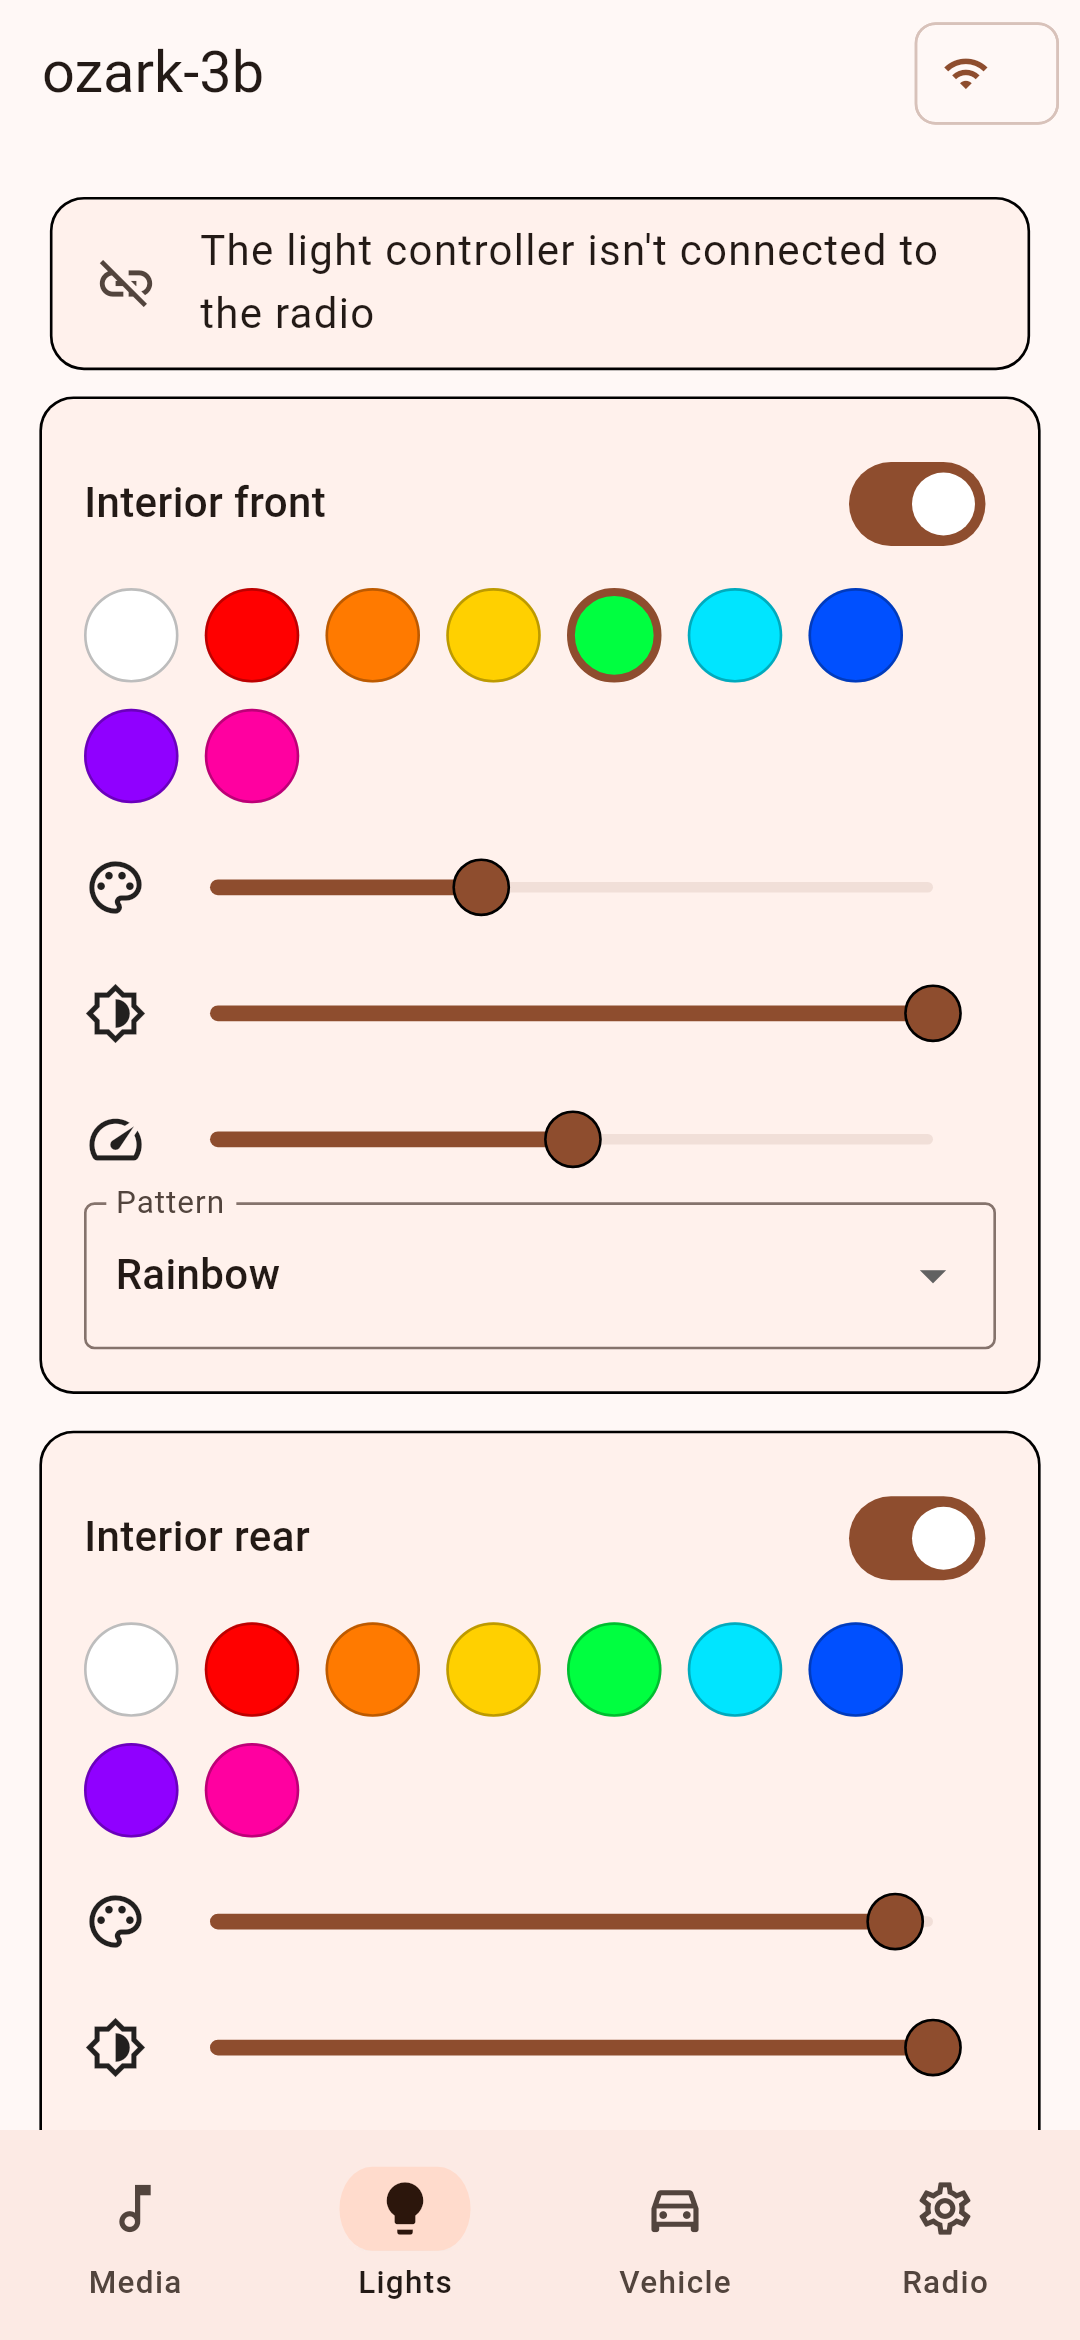 ozark-3b
The light controller isn't connected to
the radio
Interior front
Pattern
Rainbow
Interior rear
Media
Lights
Vehicle
Radio